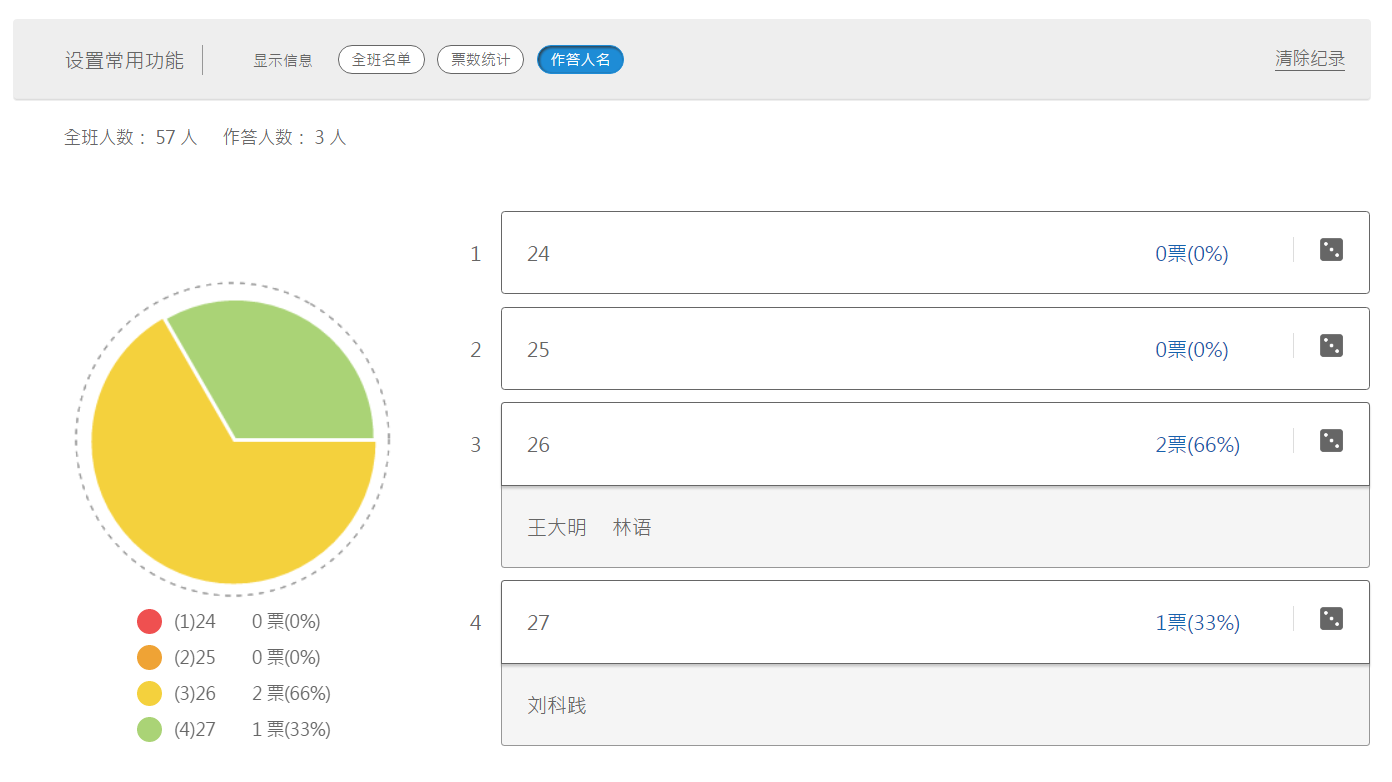 设置常用功能 显示信息 全班名单 票数统计 作答人名 清除纪录
全班人数： 57 人 作答人数： 3 人
1 24 0票(0%)
2 25 0票(0%)
3 26 2票(66%)
王大明 林语
4 27 1票(33%)
刘科践
(1)24 0 票(0%)
(2)25 0 票(0%)
(3)26 2 票(66%)
(4)27 1 票(33%)